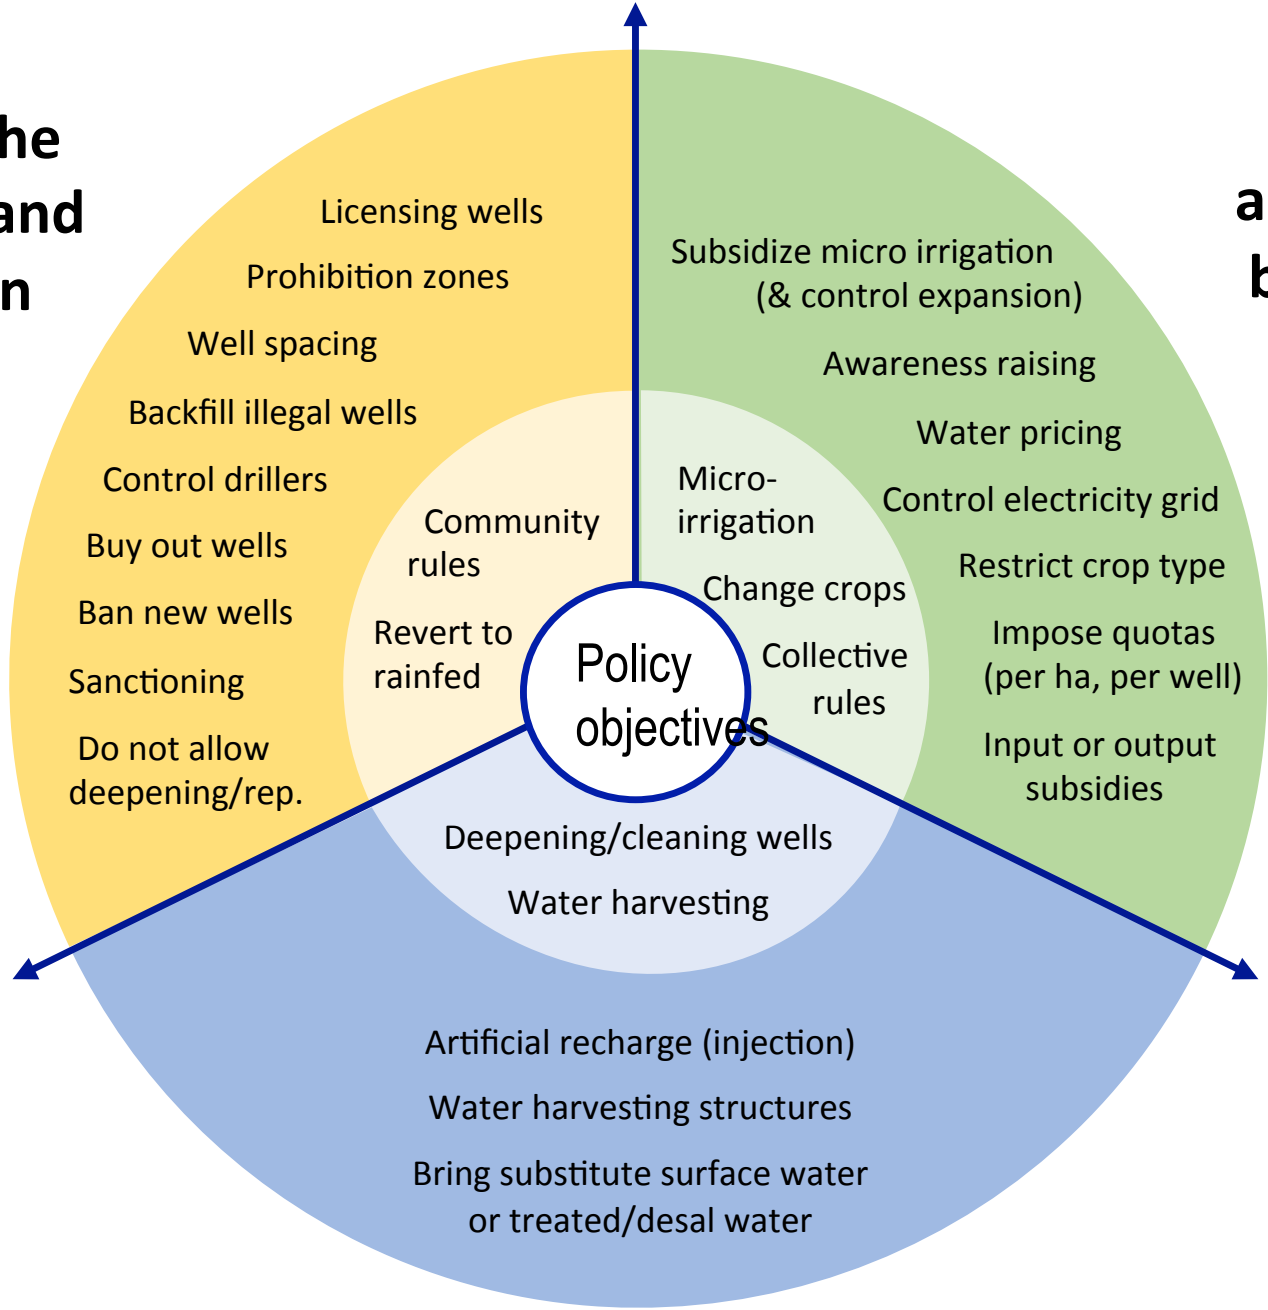 he
and
n
a
b
Licensing wells
Prohibition zones
Well spacing
Backfill illegal wells
Control drillers
Buy out wells
Ban new wells
Sanctioning
Do not allow
deepening/rep.
Community
rules
Revert to
rainfed
Subsidize micro irrigation
(& control expansion)
Awareness raising
Water pricing
Control electricity grid
Restrict crop type
Impose quotas
(per ha, per well)
Input or output
subsidies
Micro-
irrigation
Change crops
Collective
rules
Policy
objectives
Deepening/cleaning wells
Water harvesting
Artificial recharge (injection)
Water harvesting structures
Bring substitute surface water
or treated/desal water